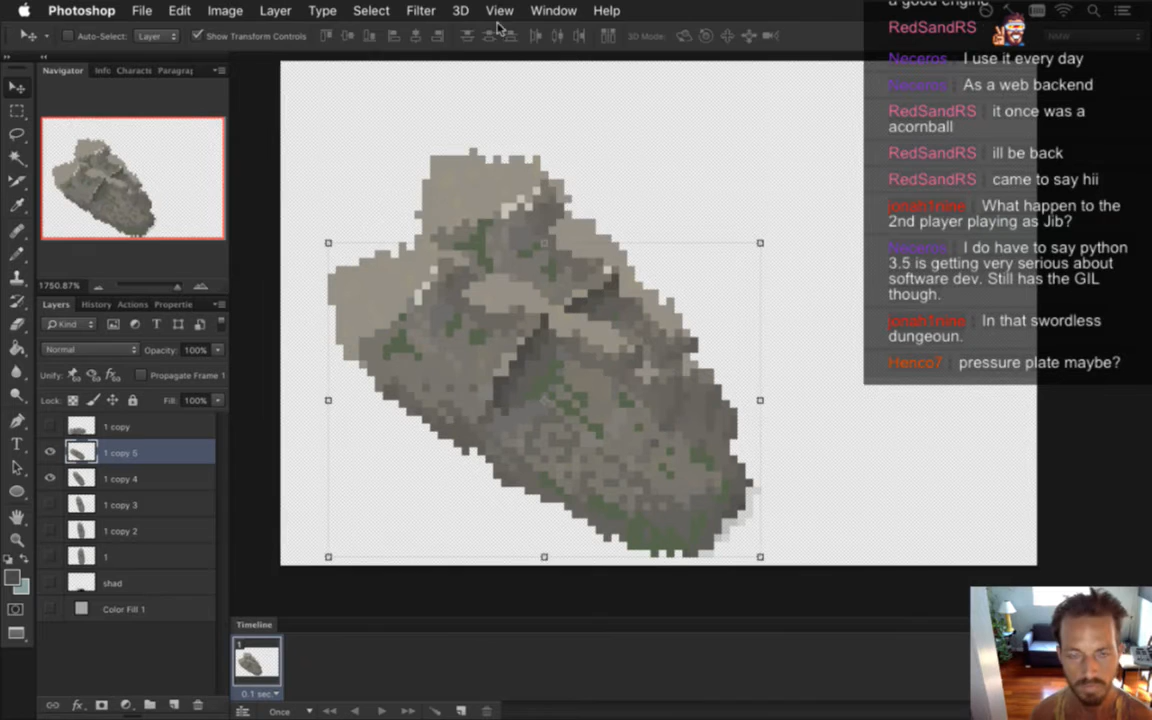 Photoshop File Edit Image Layer Type Select Filter 3D View Window Help
Auto-Select: Layer Show Transform Controls 3D Mode:
a good engine
RedSandRS
Neceros I use it every day
Neceros As a web backend
RedSandRS it once was a
acornball
RedSandRS ill be back
RedSandRS came to say hii
jonah1nine What happen to the
2nd player playing as Jib?
Neceros I do have to say python
3.5 is getting very serious about
software dev. Still has the GIL
though.
jonah1nine In that swordless
dungeoun.
Henco7 pressure plate maybe?
Navigator Info Characte Paragraj
1750.87%
Layers History Actions Propertie
Kind
Normal Opacity: 100%
Unify: Propagate Frame 1
Lock: Fill: 100%
1 copy
1 copy 5
1 copy 4
1 copy 3
1 copy 2
1
shad
Color Fill 1
Timeline
1
0.1 sec.
Once